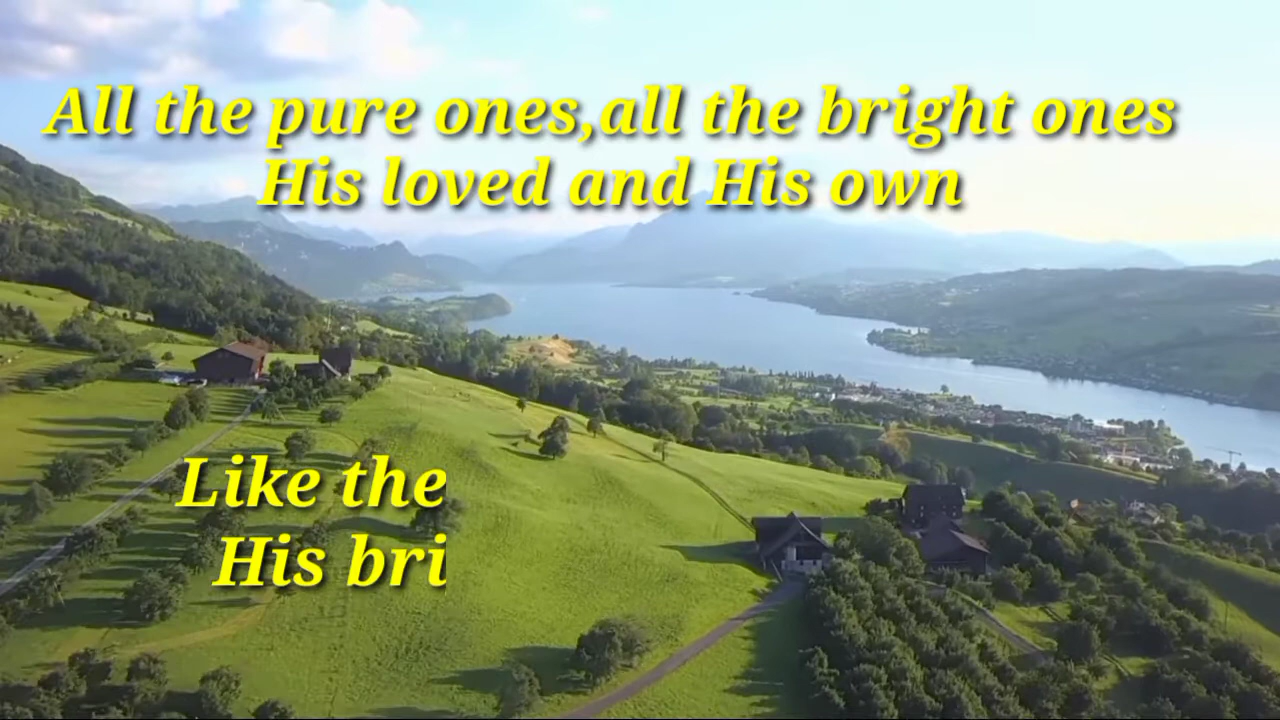 All the pure ones,all the bright ones
His loved and His own
Like the
His bri